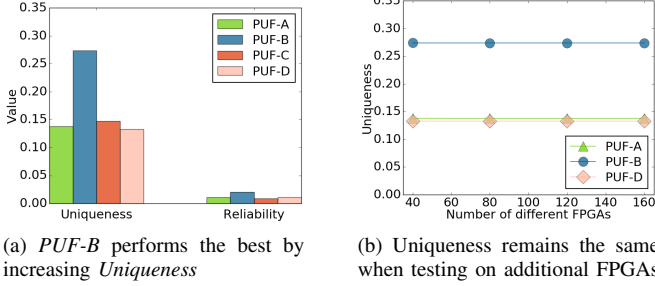 0.35
0.30
0.25
0.20
0.15
0.10
0.05
0.00
Value
Uniqueness
Reliability
PUF-A
PUF-B
PUF-C
PUF-D
(a) PUF-B performs the best by
increasing Uniqueness
0.35
0.30
0.25
0.20
0.15
0.10
0.05
0.00
Uniqueness
40
60
80
100
120
140
160
Number of different FPGAs
PUF-A
PUF-B
PUF-D
(b) Uniqueness remains the same
when testing on additional FPGAs